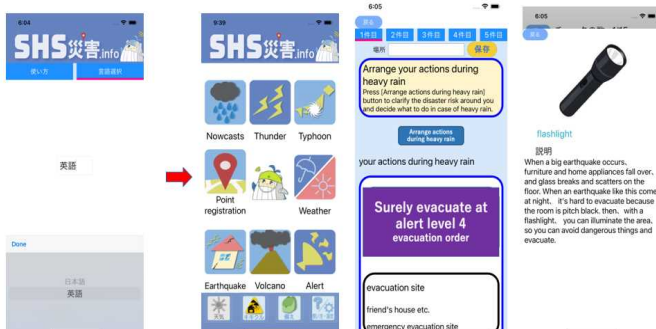 6:04
SHS災害.info
使い方
言語選択
英語
Done
日本語
英語
9:39
SHS災害.info
Nowcasts
Thunder
Typhoon
Point
registration
Weather
Earthquake
Volcano
Alert
天気
6:05
戻る
1件目
2件目
3件目
4件目
5件目
場所
保存
Arrange your actions during
heavy rain
Press [Arrange actions during heavy rain]
button to clarify the disaster risk around you
and decide what to do in case of heavy rain.
Arrange actions
during heavy rain
your actions during heavy rain
Surely evacuate at
alert level 4
evacuation order
evacuation site
friend's house etc.
emergency evacuation site
6:05
戻る
flashlight
説明
When a big earthquake occurs,
furniture and home appliances fall over,
and glass breaks and scatters on the
floor. When an earthquake like this come
at night, it's hard to evacuate because
the room is pitch black. then, with a
flashlight, you can illuminate the area,
so you can avoid dangerous things and
evacuate.